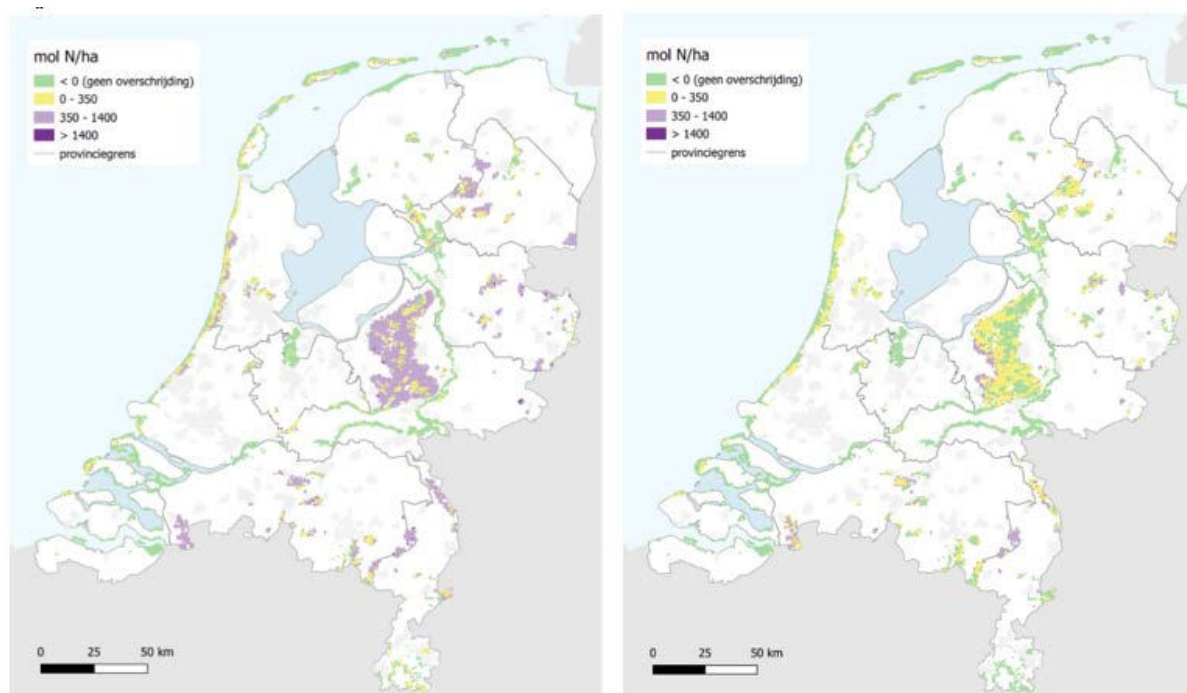 mol N/ha
< 0 (geen overschrijding)
0 - 350
350 - 1400
> 1400
provinciegrens
0 25 50 km
mol N/ha
< 0 (geen overschrijding)
0 - 350
350 - 1400
> 1400
provinciegrens
0 25 50 km